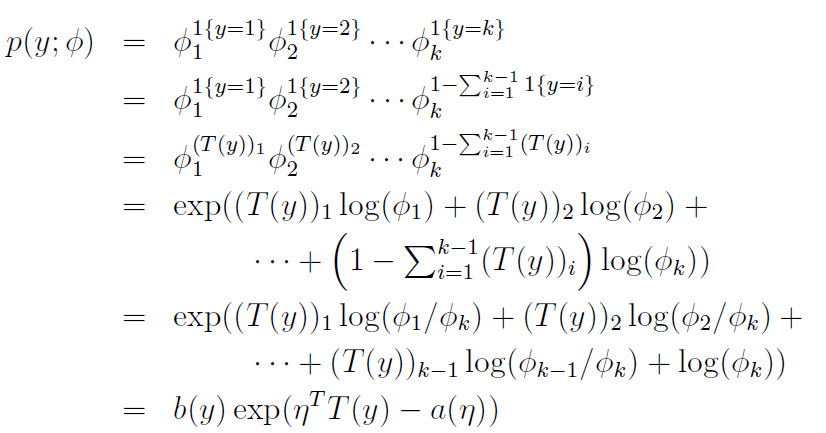 p(y; φ) = φ_1^{1{y=1}} φ_2^{1{y=2}} ⋯ φ_k^{1{y=k}}
= φ_1^{1{y=1}} φ_2^{1{y=2}} ⋯ φ_k^{1−∑_{i=1}^{k−1} 1{y=i}}
= φ_1^{(T(y))_1} φ_2^{(T(y))_2} ⋯ φ_k^{1−∑_{i=1}^{k−1} (T(y))_i}
= exp((T(y))_1 log(φ_1) + (T(y))_2 log(φ_2) +
⋯ + (1 − ∑_{i=1}^{k−1} (T(y))_i) log(φ_k))
= exp((T(y))_1 log(φ_1/φ_k) + (T(y))_2 log(φ_2/φ_k) +
⋯ + (T(y))_{k−1} log(φ_{k−1}/φ_k) + log(φ_k))
= b(y) exp(η^T T(y) − a(η))